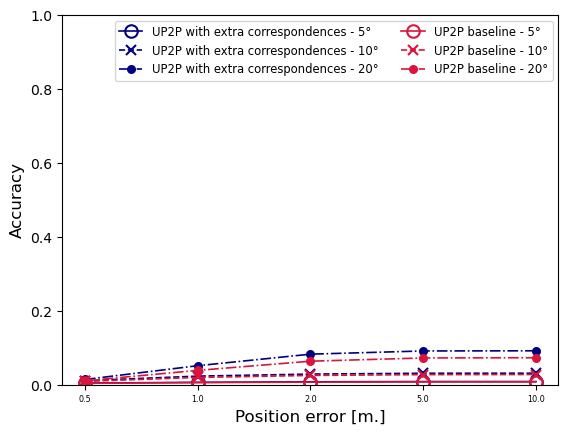 1.0
0.8
0.6
0.4
0.2
0.0
Accuracy
UP2P with extra correspondences - 5°
UP2P with extra correspondences - 10°
UP2P with extra correspondences - 20°
UP2P baseline - 5°
UP2P baseline - 10°
UP2P baseline - 20°
0.5 1.0 2.0 5.0 10.0
Position error [m.]